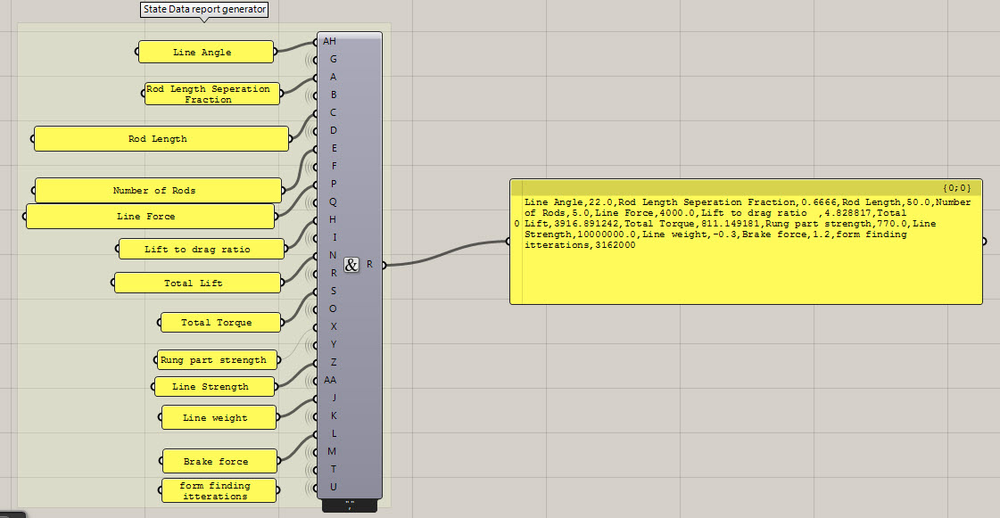 State Data report generator
Line Angle
Rod Length Seperation
Fraction
Rod Length
Number of Rods
Line Force
Lift to drag ratio
Total Lift
Total Torque
Rung part strength
Line Strength
Line weight
Brake force
form finding
itterations
AH
G
A
B
C
D
E
F
P
Q
H
I
N
R
S
O
X
Y
Z
AA
J
K
L
M
T
U
&
R
","
{0;0}
0
Line Angle,22.0,Rod Length Seperation Fraction,0.6666,Rod Length,50.0,Number
of Rods,5.0,Line Force,4000.0,Lift to drag ratio  ,4.828817,Total
Lift,3916.891242,Total Torque,811.149181,Rung part strength,770.0,Line
Strength,10000000.0,Line weight,-0.3,Brake force,1.2,form finding
itterations,3162000